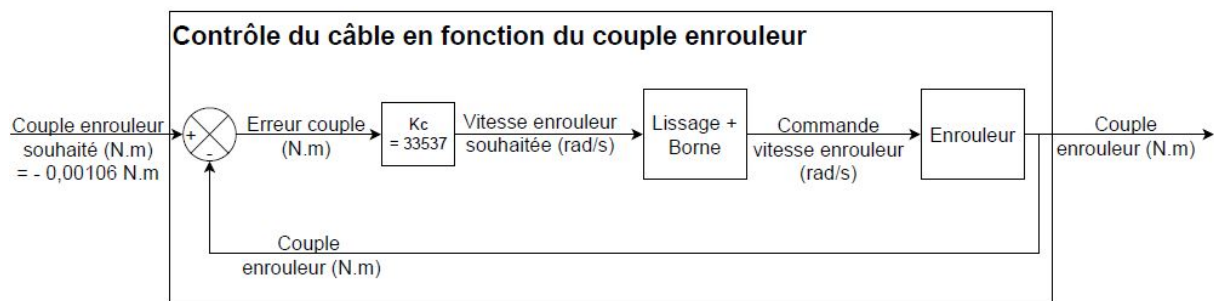 Contrôle du câble en fonction du couple enrouleur
Couple enrouleur
souhaité (N.m)
= - 0,00106 N.m
+
-
Erreur couple
(N.m)
Kc
= 33537
Vitesse enrouleur
souhaitée (rad/s)
Lissage +
Borne
Commande
vitesse enrouleur
(rad/s)
Enrouleur
Couple
enrouleur (N.m)
Couple
enrouleur (N.m)